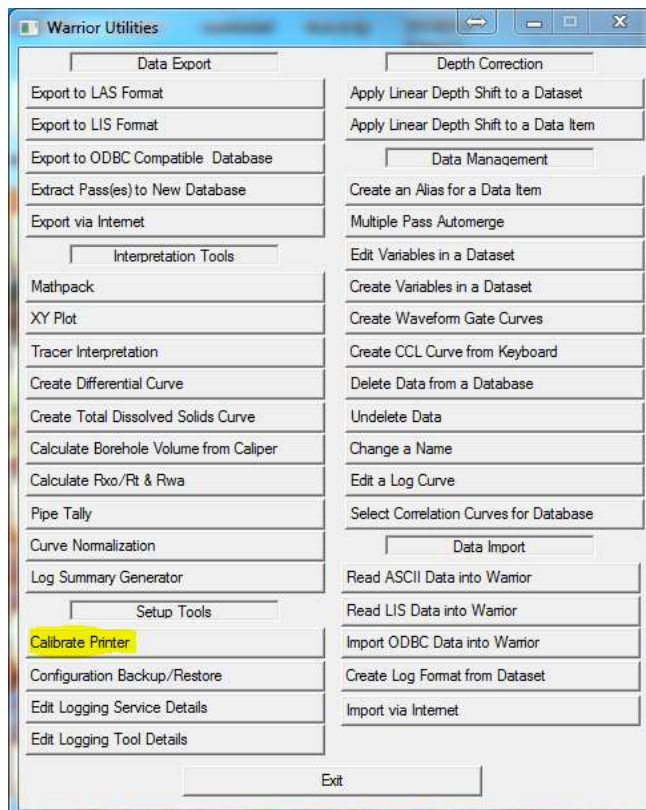 Warrior Utilities
Data Export
Export to LAS Format
Export to LIS Format
Export to ODBC Compatible Database
Extract Pass(es) to New Database
Export via Internet
Interpretation Tools
Mathpack
XY Plot
Tracer Interpretation
Create Differential Curve
Create Total Dissolved Solids Curve
Calculate Borehole Volume from Caliper
Calculate Rxo/Rt & Rwa
Pipe Tally
Curve Normalization
Log Summary Generator
Setup Tools
Calibrate Printer
Configuration Backup/Restore
Edit Logging Service Details
Edit Logging Tool Details
Depth Correction
Apply Linear Depth Shift to a Dataset
Apply Linear Depth Shift to a Data Item
Data Management
Create an Alias for a Data Item
Multiple Pass Automerge
Edit Variables in a Dataset
Create Variables in a Dataset
Create Waveform Gate Curves
Create CCL Curve from Keyboard
Delete Data from a Database
Undelete Data
Change a Name
Edit a Log Curve
Select Correlation Curves for Database
Data Import
Read ASCII Data into Warrior
Read LIS Data into Warrior
Import ODBC Data into Warrior
Create Log Format from Dataset
Import via Internet
Exit